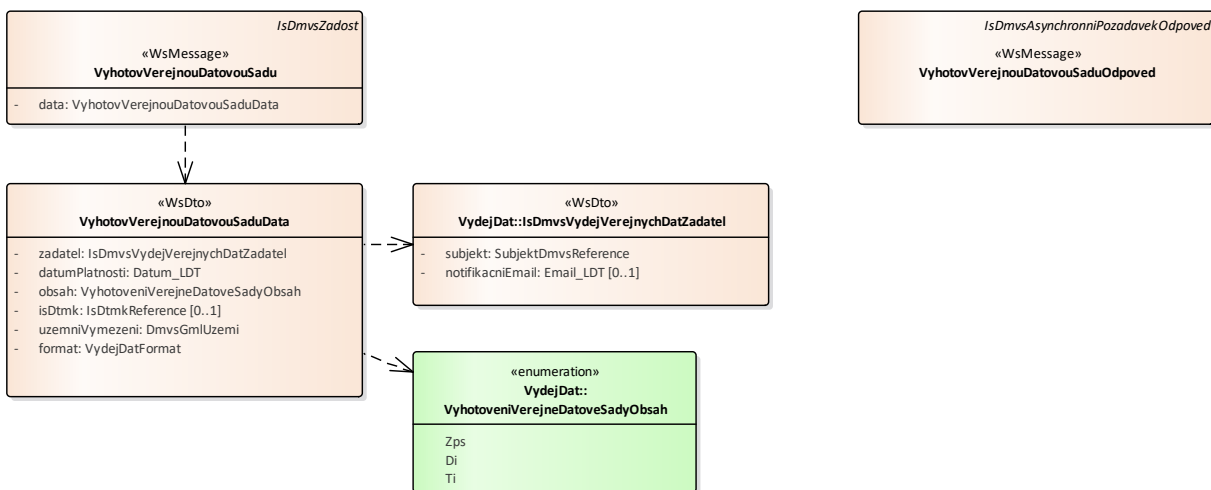 IsDmvsZadost
«WsMessage»
VyhotovVerejnouDatovouSadu
- data: VyhotovVerejnouDatovouSaduData
IsDmvsAsynchronniPozadavekOdpoved
«WsMessage»
VyhotovVerejnouDatovouSaduOdpoved
«WsDto»
VyhotovVerejnouDatovouSaduData
- zadatel: IsDmvsVydejVerejnychDatZadatel
- datumPlatnosti: Datum_LDT
- obsah: VyhotoveniVerejneDatoveSadyObsah
- isDtmk: IsDtmkReference [0..1]
- uzemniVymezeni: DmvsGmlUzemi
- format: VydejDatFormat
«WsDto»
VydejDat::IsDmvsVydejVerejnychDatZadatel
- subjekt: SubjektDmvsReference
- notifikacniEmail: Email_LDT [0..1]
«enumeration»
VydejDat::
VyhotoveniVerejneDatoveSadyObsah
Zps
Di
Ti